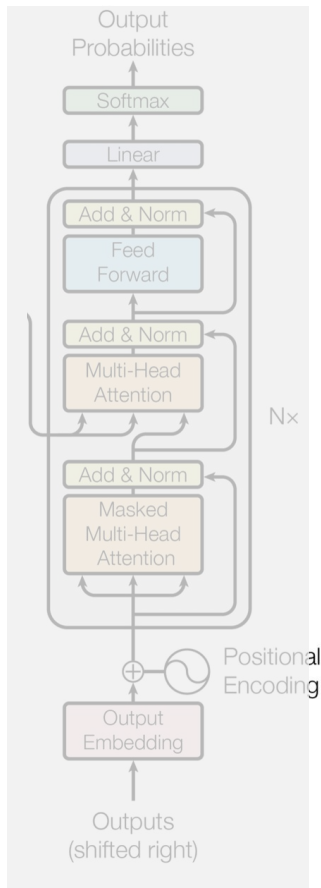 Output
Probabilities
Softmax
Linear
Add & Norm
Feed
Forward
Add & Norm
Multi-Head
Attention
N×
Add & Norm
Masked
Multi-Head
Attention
Positional
Encoding
Output
Embedding
Outputs
(shifted right)